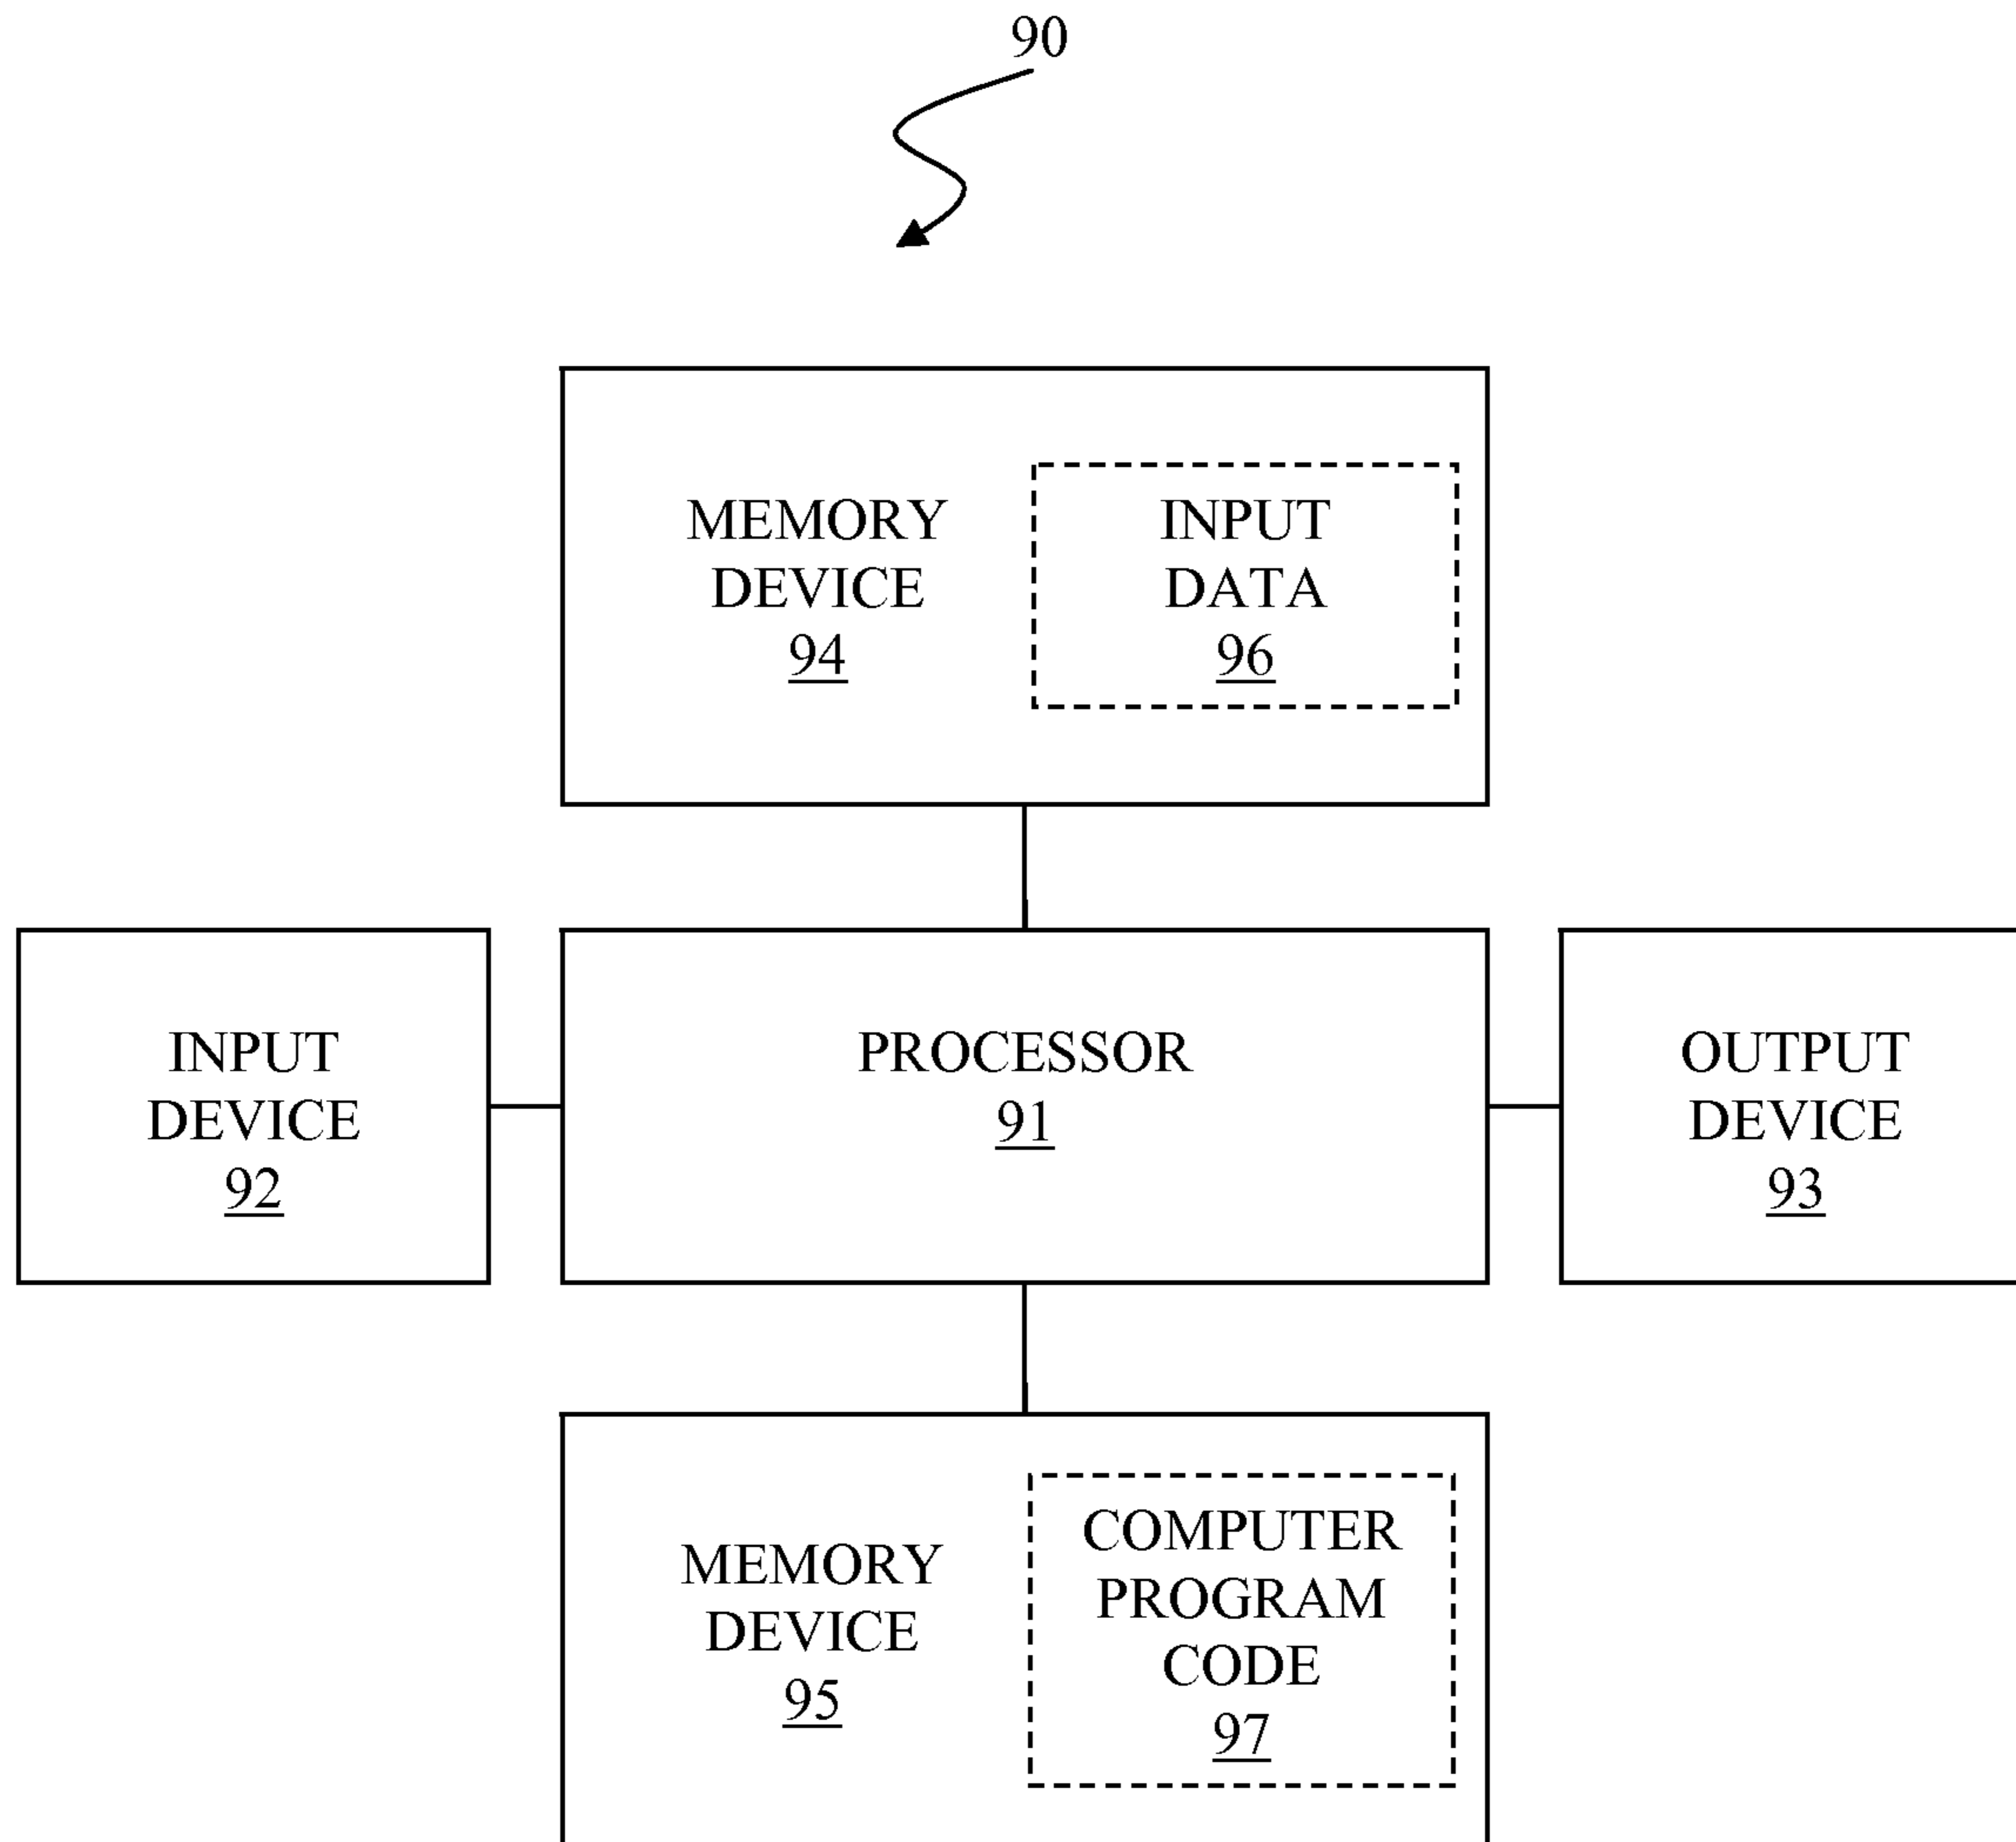 90
MEMORY
DEVICE
94
INPUT
DATA
96
INPUT
DEVICE
92
PROCESSOR
91
OUTPUT
DEVICE
93
MEMORY
DEVICE
95
COMPUTER
PROGRAM
CODE
97